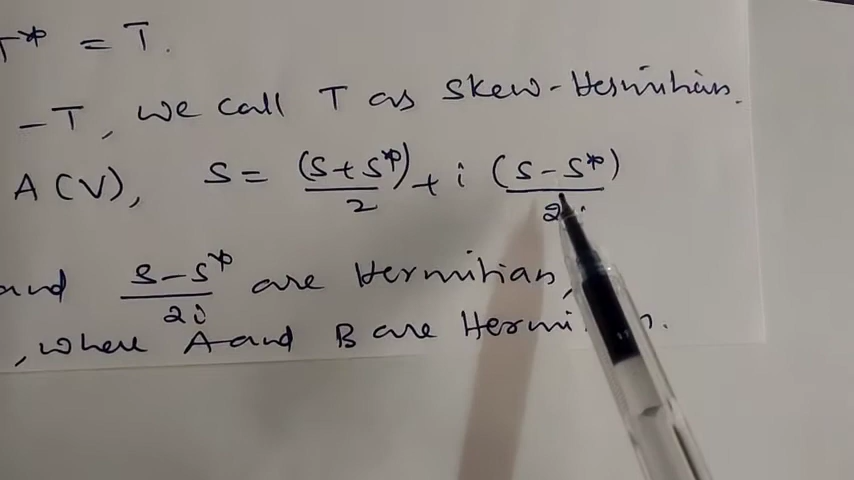 T* = T.
-T, we call T as Skew-Hermitian.
A(V), S = (S+S*)/2 + i (S-S*)/2i
and S-S*/2i are Hermitian,
, where A and B are Hermi n.